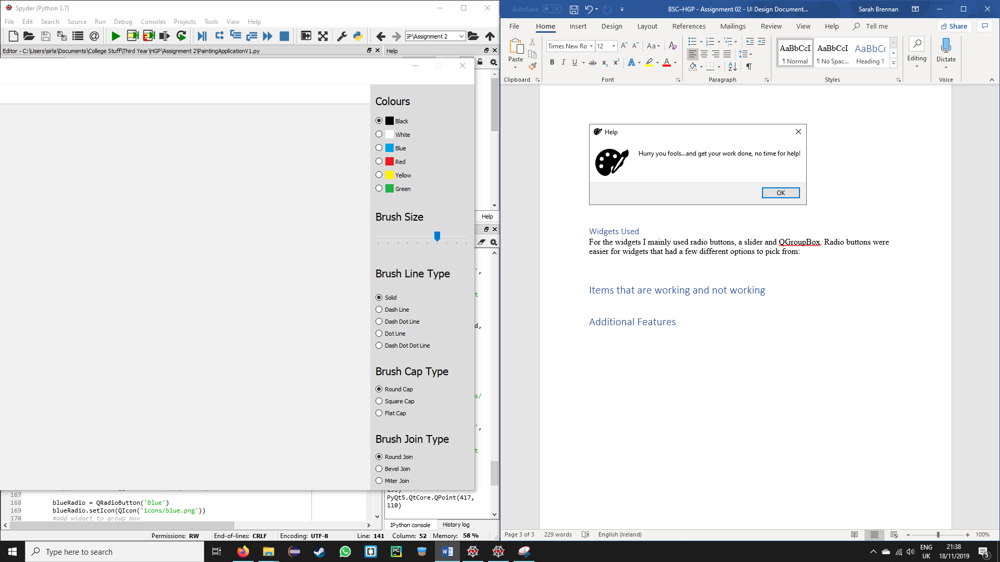 Spyder (Python 3.7)
File Edit Search Source Run Debug Consoles Projects Tools View Help
GP\Assignment 2
Editor - C:\Users\sirla\Documents\College Stuff\Third Year\HGP\Assignment 2\PaintingApplicationV1.py
Help
Colours
Black
White
Blue
Red
Yellow
Green
Brush Size
Brush Line Type
Solid
Dash Line
Dash Dot Line
Dot Line
Dash Dot Dot Line
Brush Cap Type
Round Cap
Square Cap
Flat Cap
Brush Join Type
Round Join
Bevel Join
Miter Join
Help
',
t
d,
s/
',
t
PyQt5.QtCore.QPoint(417,
110)
IPython console History log
167
168 blueRadio = QRadioButton('Blue')
169 blueRadio.setIcon(QIcon('icons/blue.png'))
170 #add widget to group box
Permissions: RW End-of-lines: CRLF Encoding: UTF-8 Line: 141 Column: 52 Memory: 58 %
AutoSave Off BSC–HGP - Assignment 02 - UI Design Document... Sarah Brennan
File Home Insert Design Layout References Mailings Review View Help Tell me Share
Paste
Clipboard
Times New Ro 12
Font
Paragraph
AaBbCcI AaBbCcI AaBbCc
¶ Normal ¶ No Spac... Heading 1
Styles
Editing
Dictate
Voice
Help
Hurry you fools...and get your work done, no time for help!
OK
Widgets Used
For the widgets I mainly used radio buttons, a slider and QGroupBox. Radio buttons were
easier for widgets that had a few different options to pick from:
Items that are working and not working
Additional Features
Page 3 of 3 229 words English (Ireland) 100%
Type here to search
ENG
UK
21:38
18/11/2019
5